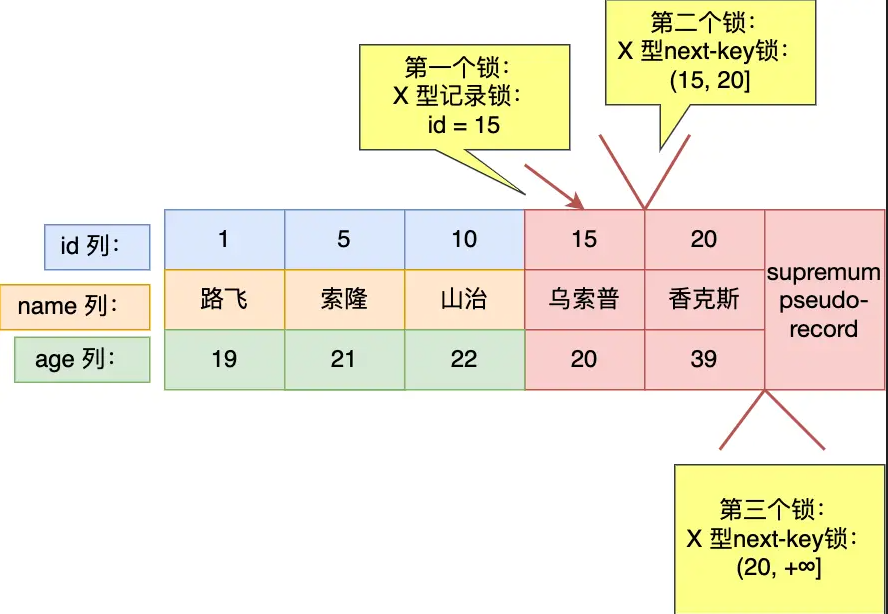 第一个锁：
X 型记录锁：
id = 15
第二个锁：
X 型next-key锁：
(15, 20]
id 列： 1 5 10 15 20
name 列： 路飞 索隆 山治 乌索普 香克斯
age 列： 19 21 22 20 39
supremum
pseudo-
record
第三个锁：
X 型next-key锁：
(20, +∞]